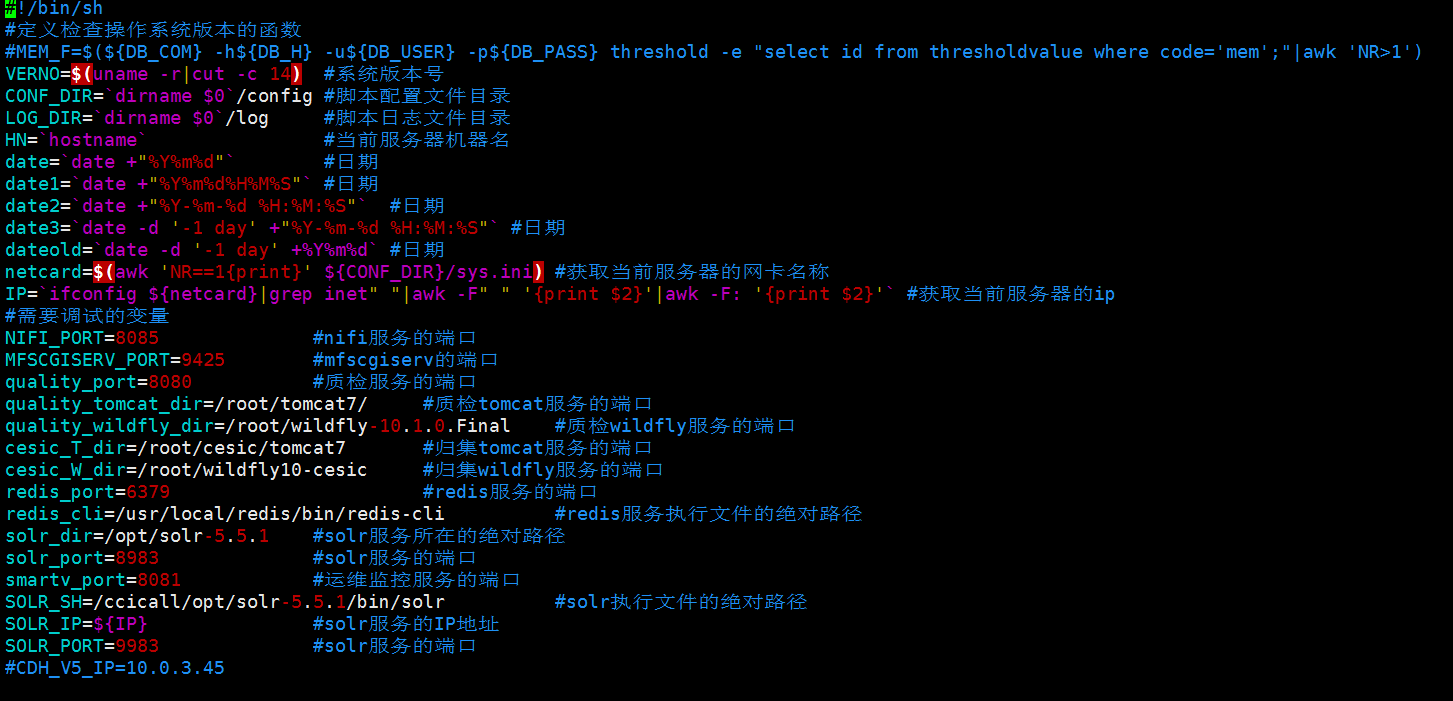 #!/bin/sh
#定义检查操作系统版本的函数
#MEM_F=$(${DB_COM} -h${DB_H} -u${DB_USER} -p${DB_PASS} threshold -e "select id from thresholdvalue where code='mem';"|awk 'NR>1')
VERNO=$(uname -r|cut -c 14)  #系统版本号
CONF_DIR=`dirname $0`/config #脚本配置文件目录
LOG_DIR=`dirname $0`/log     #脚本日志文件目录
HN=`hostname`                #当前服务器机器名
date=`date +"%Y%m%d"`        #日期
date1=`date +"%Y%m%d%H%M%S"` #日期
date2=`date +"%Y-%m-%d %H:%M:%S"`  #日期
date3=`date -d '-1 day' +"%Y-%m-%d %H:%M:%S"` #日期
dateold=`date -d '-1 day' +%Y%m%d` #日期
netcard=$(awk 'NR==1{print}' ${CONF_DIR}/sys.ini) #获取当前服务器的网卡名称
IP=`ifconfig ${netcard}|grep inet" "|awk -F" " '{print $2}'|awk -F: '{print $2}'` #获取当前服务器的ip
#需要调试的变量
NIFI_PORT=8085              #nifi服务的端口
MFSCGISERV_PORT=9425        #mfscgiserv的端口
quality_port=8080           #质检服务的端口
quality_tomcat_dir=/root/tomcat7/     #质检tomcat服务的端口
quality_wildfly_dir=/root/wildfly-10.1.0.Final    #质检wildfly服务的端口
cesic_T_dir=/root/cesic/tomcat7       #归集tomcat服务的端口
cesic_W_dir=/root/wildfly10-cesic     #归集wildfly服务的端口
redis_port=6379                       #redis服务的端口
redis_cli=/usr/local/redis/bin/redis-cli          #redis服务执行文件的绝对路径
solr_dir=/opt/solr-5.5.1    #solr服务所在的绝对路径
solr_port=8983              #solr服务的端口
smartv_port=8081            #运维监控服务的端口
SOLR_SH=/ccicall/opt/solr-5.5.1/bin/solr          #solr执行文件的绝对路径
SOLR_IP=${IP}               #solr服务的IP地址
SOLR_PORT=9983              #solr服务的端口
#CDH_V5_IP=10.0.3.45